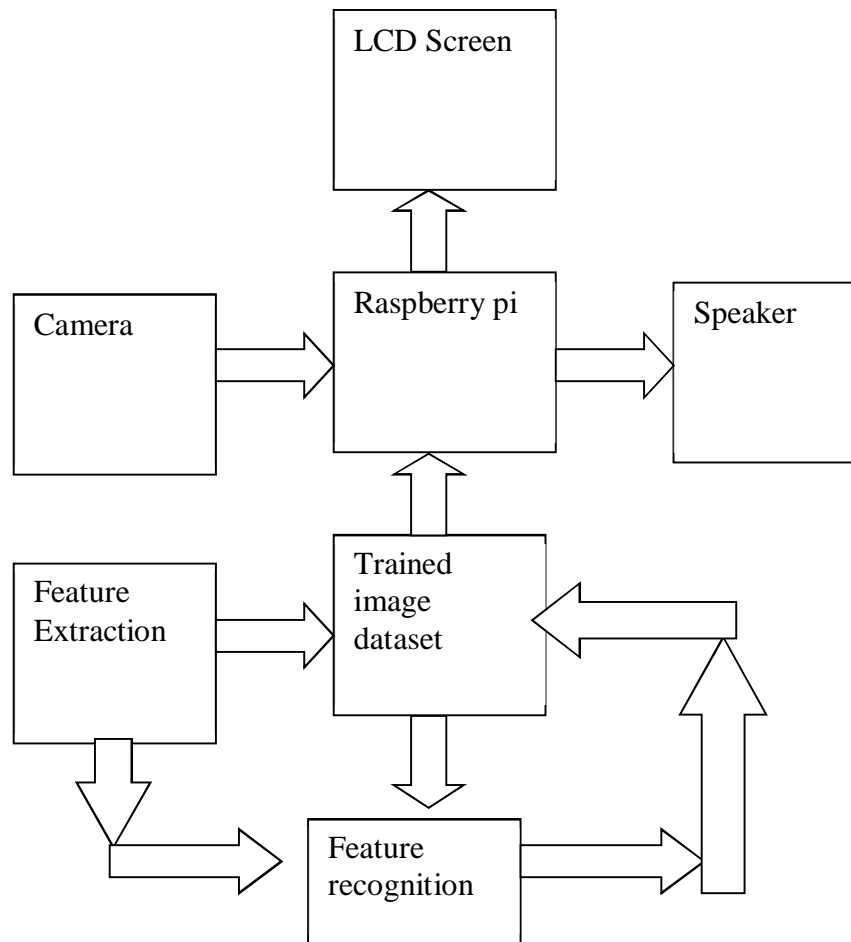 LCD Screen
Camera
Raspberry pi
Speaker
Feature
Extraction
Trained
image
dataset
Feature
recognition